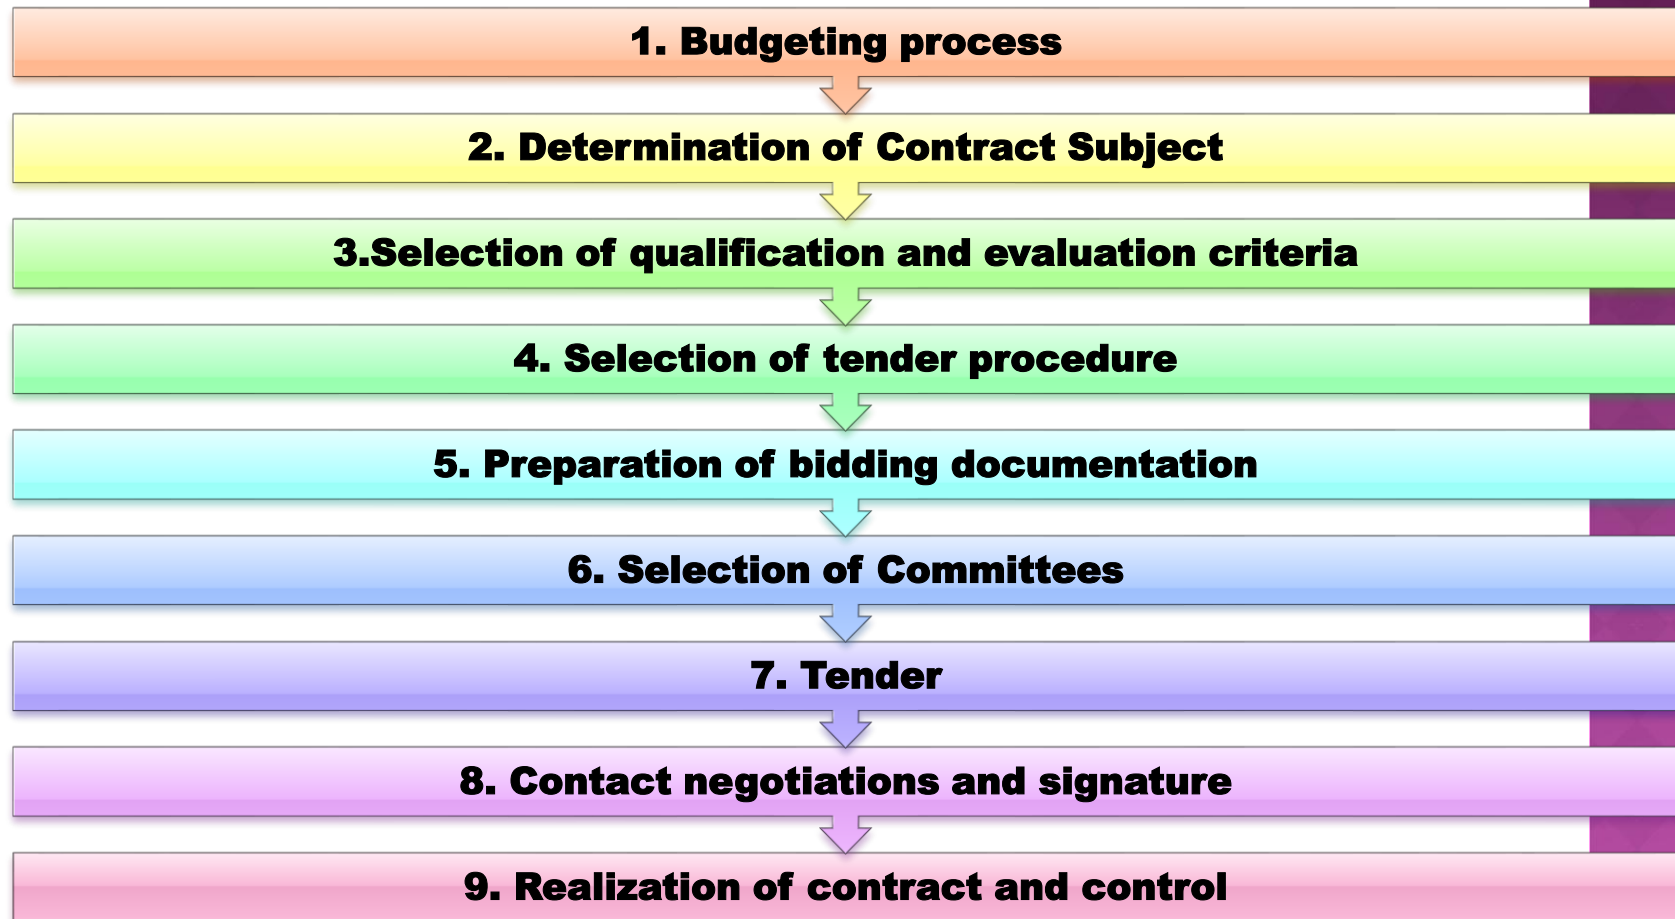 1. Budgeting process
2. Determination of Contract Subject
3.Selection of qualification and evaluation criteria
4. Selection of tender procedure
5. Preparation of bidding documentation
6. Selection of Committees
7. Tender
8. Contact negotiations and signature
9. Realization of contract and control